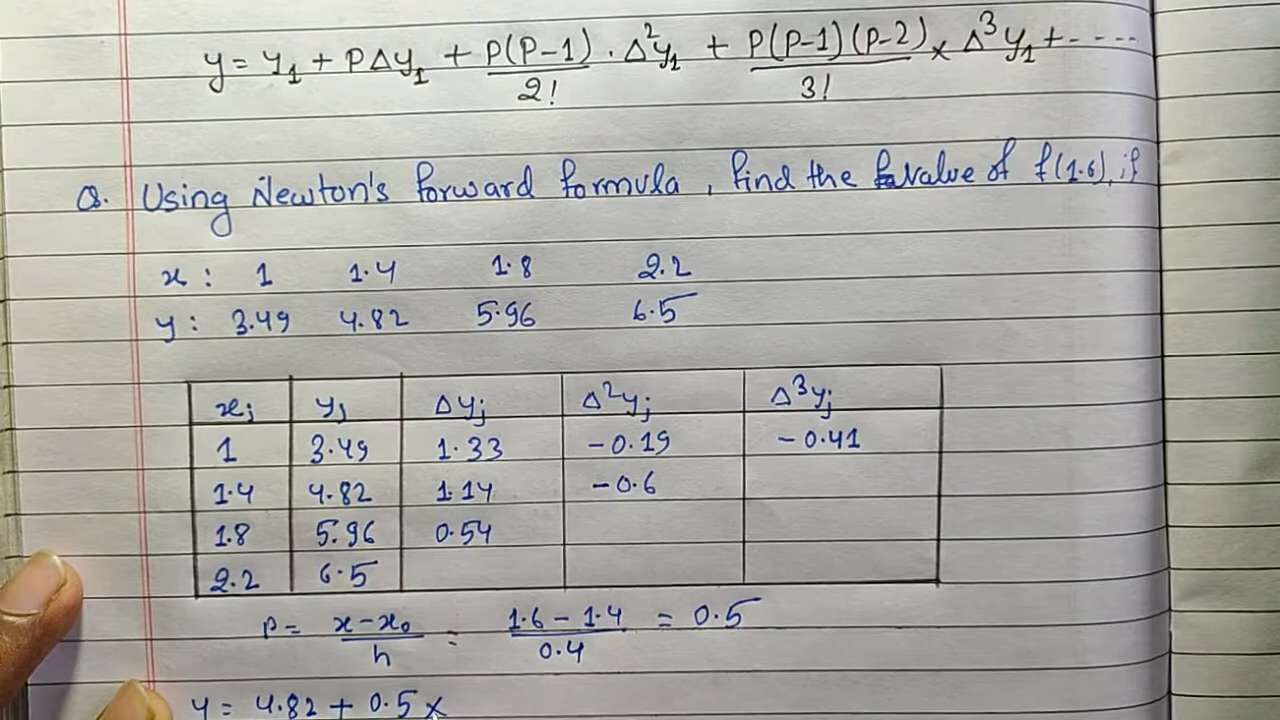 y = y₁ + PΔy₁ + P(P-1)/2! · Δ²y₁ + P(P-1)(P-2)/3! × Δ³y₁ + - - - -
Q. Using Newton's forward formula, find the value of f(1.6), if
x : 1 1.4 1.8 2.2
y : 3.49 4.82 5.96 6.5
xⱼ yⱼ Δyⱼ Δ²yⱼ Δ³yⱼ
1 3.49 1.33 -0.19 -0.41
1.4 4.82 1.14 -0.6
1.8 5.96 0.54
2.2 6.5
P = x-x₀/h = 1.6-1.4/0.4 = 0.5
y = 4.82 + 0.5 ×